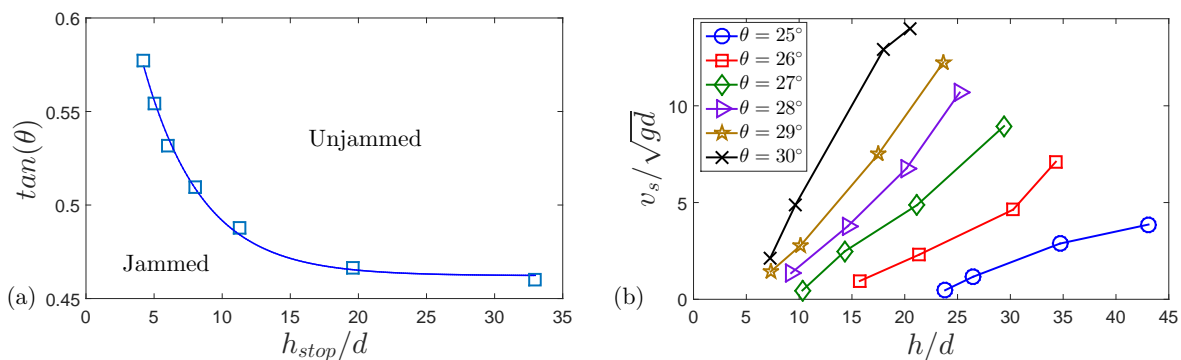 0.6
0.55
0.5
0.45
tan(θ)
Unjammed
Jammed
(a)
0 5 10 15 20 25 30 35
h_{stop}/d
θ = 25°
θ = 26°
θ = 27°
θ = 28°
θ = 29°
θ = 30°
10
5
0
v_s/√gd
(b)
0 5 10 15 20 25 30 35 40 45
h/d